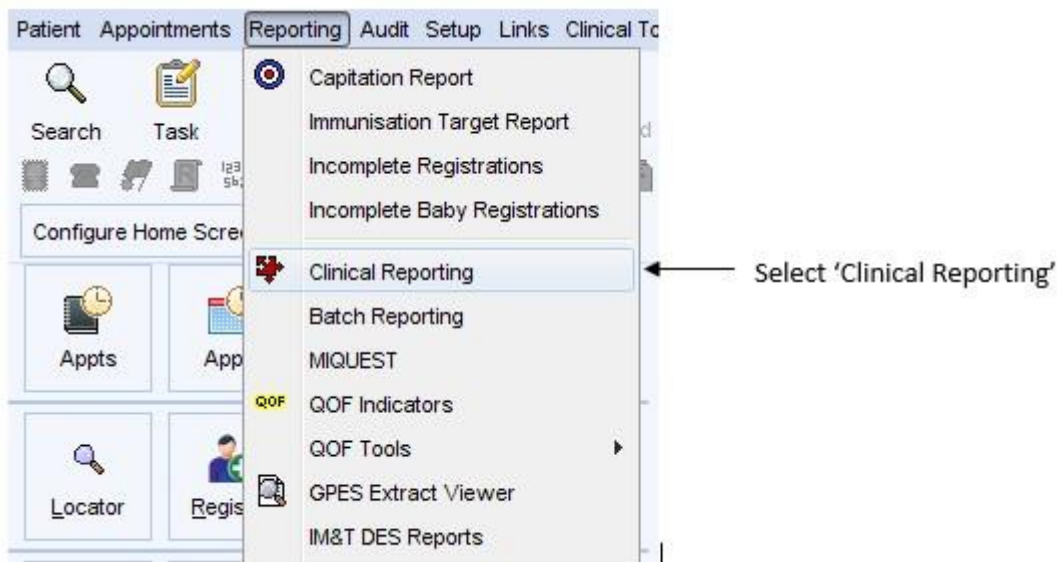 Patient Appointments Reporting Audit Setup Links Clinical To
Search Task
Configure Home Scree
Appts App
Locator Regis
Capitation Report
Immunisation Target Report
Incomplete Registrations
Incomplete Baby Registrations
Clinical Reporting
Batch Reporting
MIQUEST
QOF QOF Indicators
QOF Tools
GPES Extract Viewer
IM&T DES Reports
Select ‘Clinical Reporting’